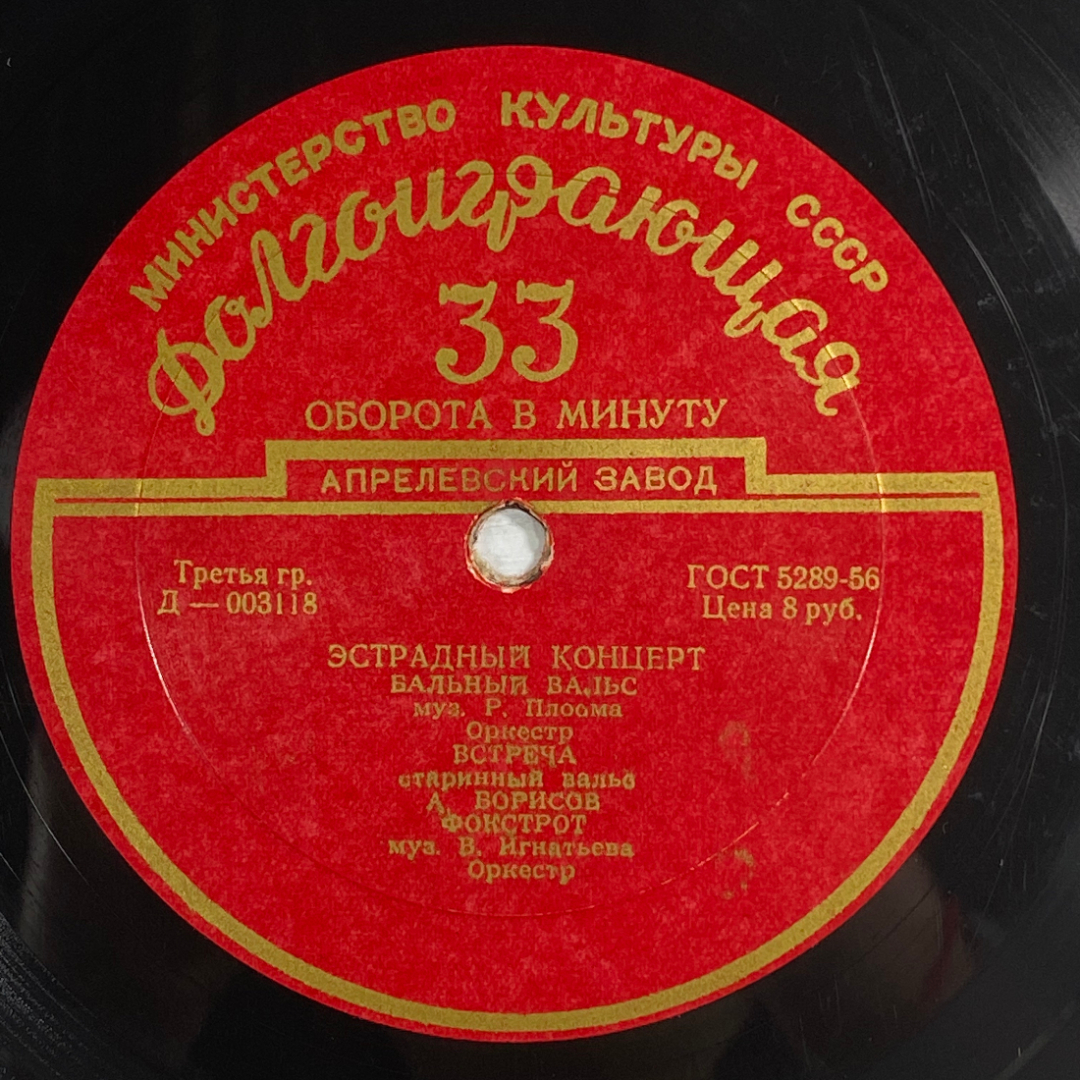 МИНИСТЕРСТВО КУЛЬТУРЫ СССР
Долгоиграющая
33
ОБОРОТА В МИНУТУ
АПРЕЛЕВСКИЙ ЗАВОД
Третья гр.
Д — 003118
ГОСТ 5289-56
Цена 8 руб.
ЭСТРАДНЫЙ КОНЦЕРТ
БАЛЬНЫЙ ВАЛЬС
муз. Р. Плоома
Оркестр
ВСТРЕЧА
старинный вальс
А. БОРИСОВ
ФОКСТРОТ
муз. В. Игнатьева
Оркестр